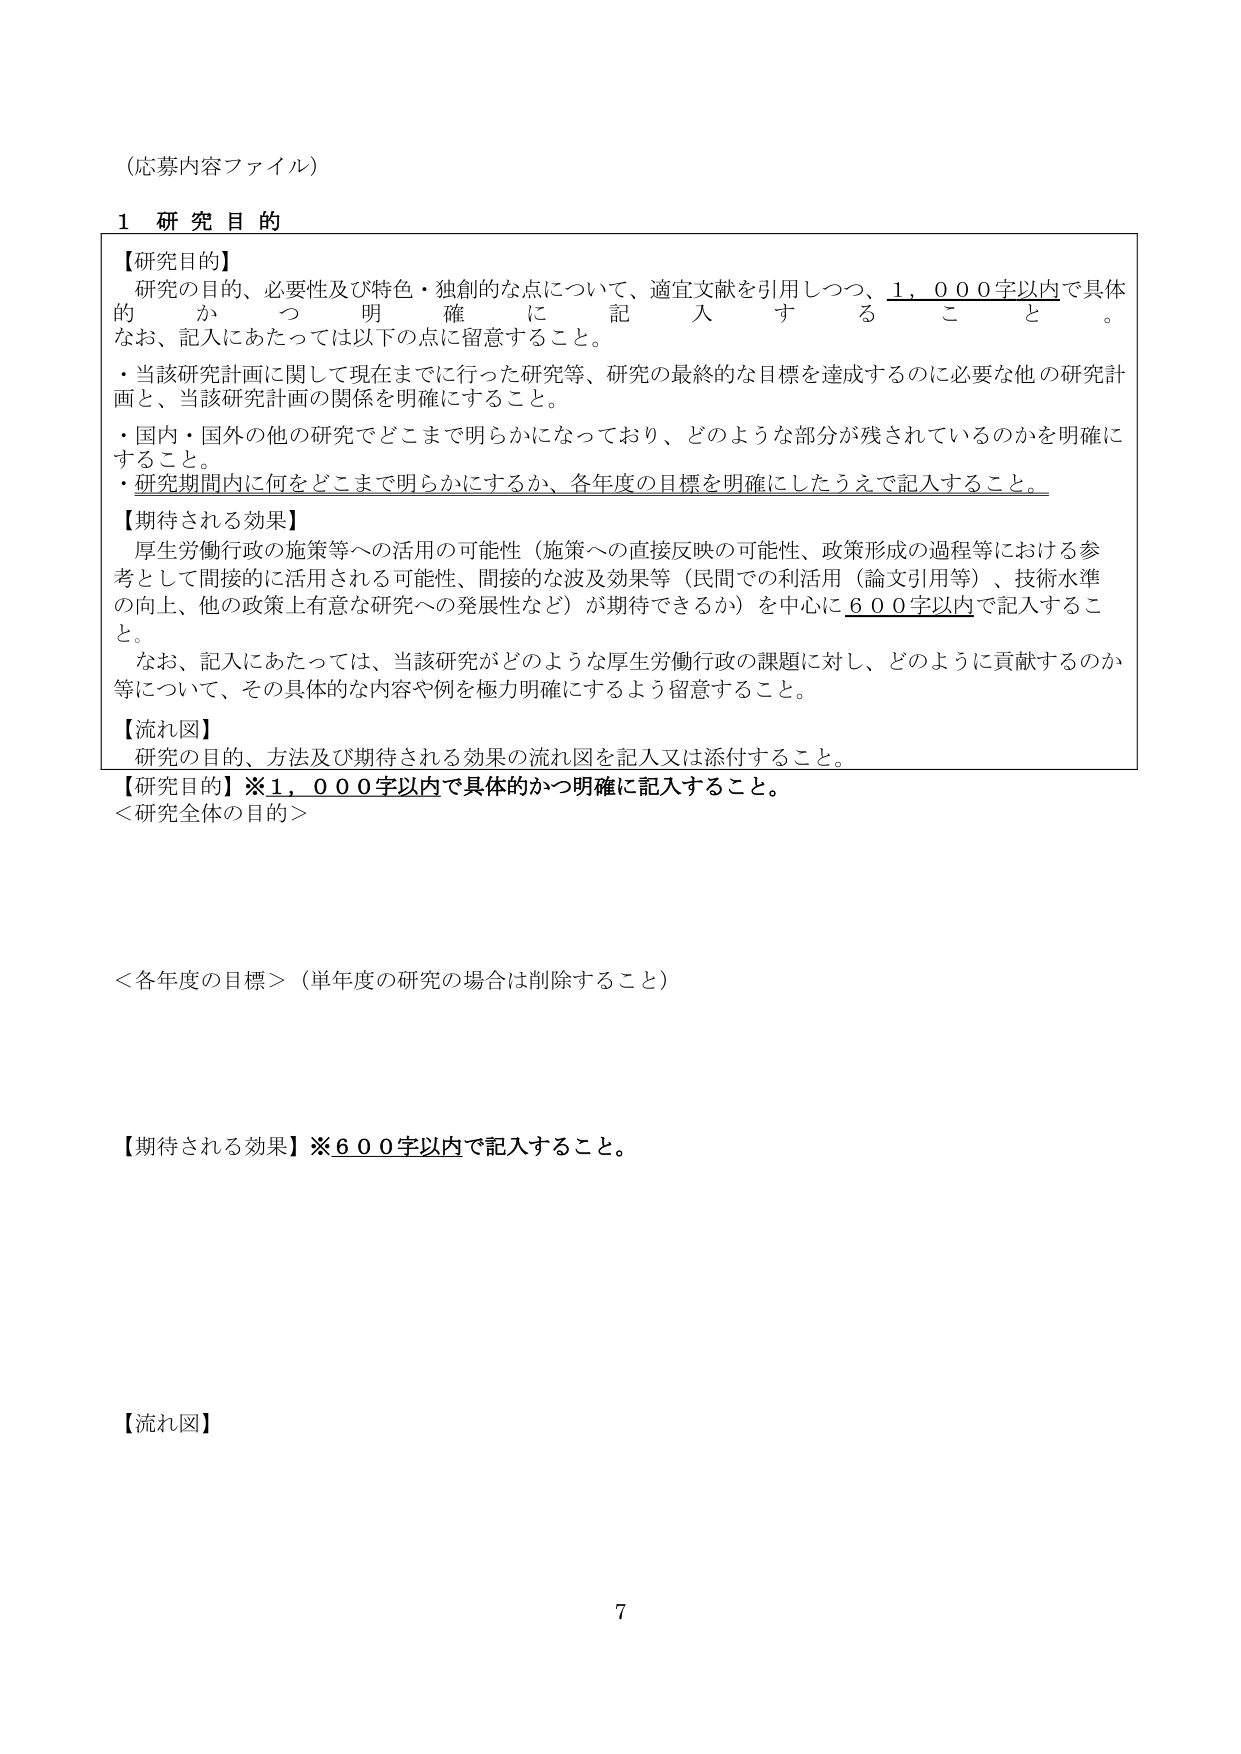 （応募内容ファイル）
１　研 究 目 的
【研究目的】
　研究の目的、必要性及び特色・独創的な点について、適宜文献を引用しつつ、１，０００字以内で具体
的かつ明確に記入すること。
なお、記入にあたっては以下の点に留意すること。
・当該研究計画に関して現在までに行った研究等、研究の最終的な目標を達成するのに必要な他の研究計
画と、当該研究計画の関係を明確にすること。
・国内・国外の他の研究でどこまで明らかになっており、どのような部分が残されているのかを明確に
すること。
・研究期間内に何をどこまで明らかにするか、各年度の目標を明確にしたうえで記入すること。
【期待される効果】
　厚生労働行政の施策等への活用の可能性（施策への直接反映の可能性、政策形成の過程等における参
考として間接的に活用される可能性、間接的な波及効果等（民間での利活用（論文引用等）、技術水準
の向上、他の政策上有意な研究への発展性など）が期待できるか）を中心に６００字以内で記入するこ
と。
　なお、記入にあたっては、当該研究がどのような厚生労働行政の課題に対し、どのように貢献するのか
等について、その具体的な内容や例を極力明確にするよう留意すること。
【流れ図】
　研究の目的、方法及び期待される効果の流れ図を記入又は添付すること。
【研究目的】※１，０００字以内で具体的かつ明確に記入すること。
＜研究全体の目的＞
＜各年度の目標＞（単年度の研究の場合は削除すること）
【期待される効果】※６００字以内で記入すること。
【流れ図】
7